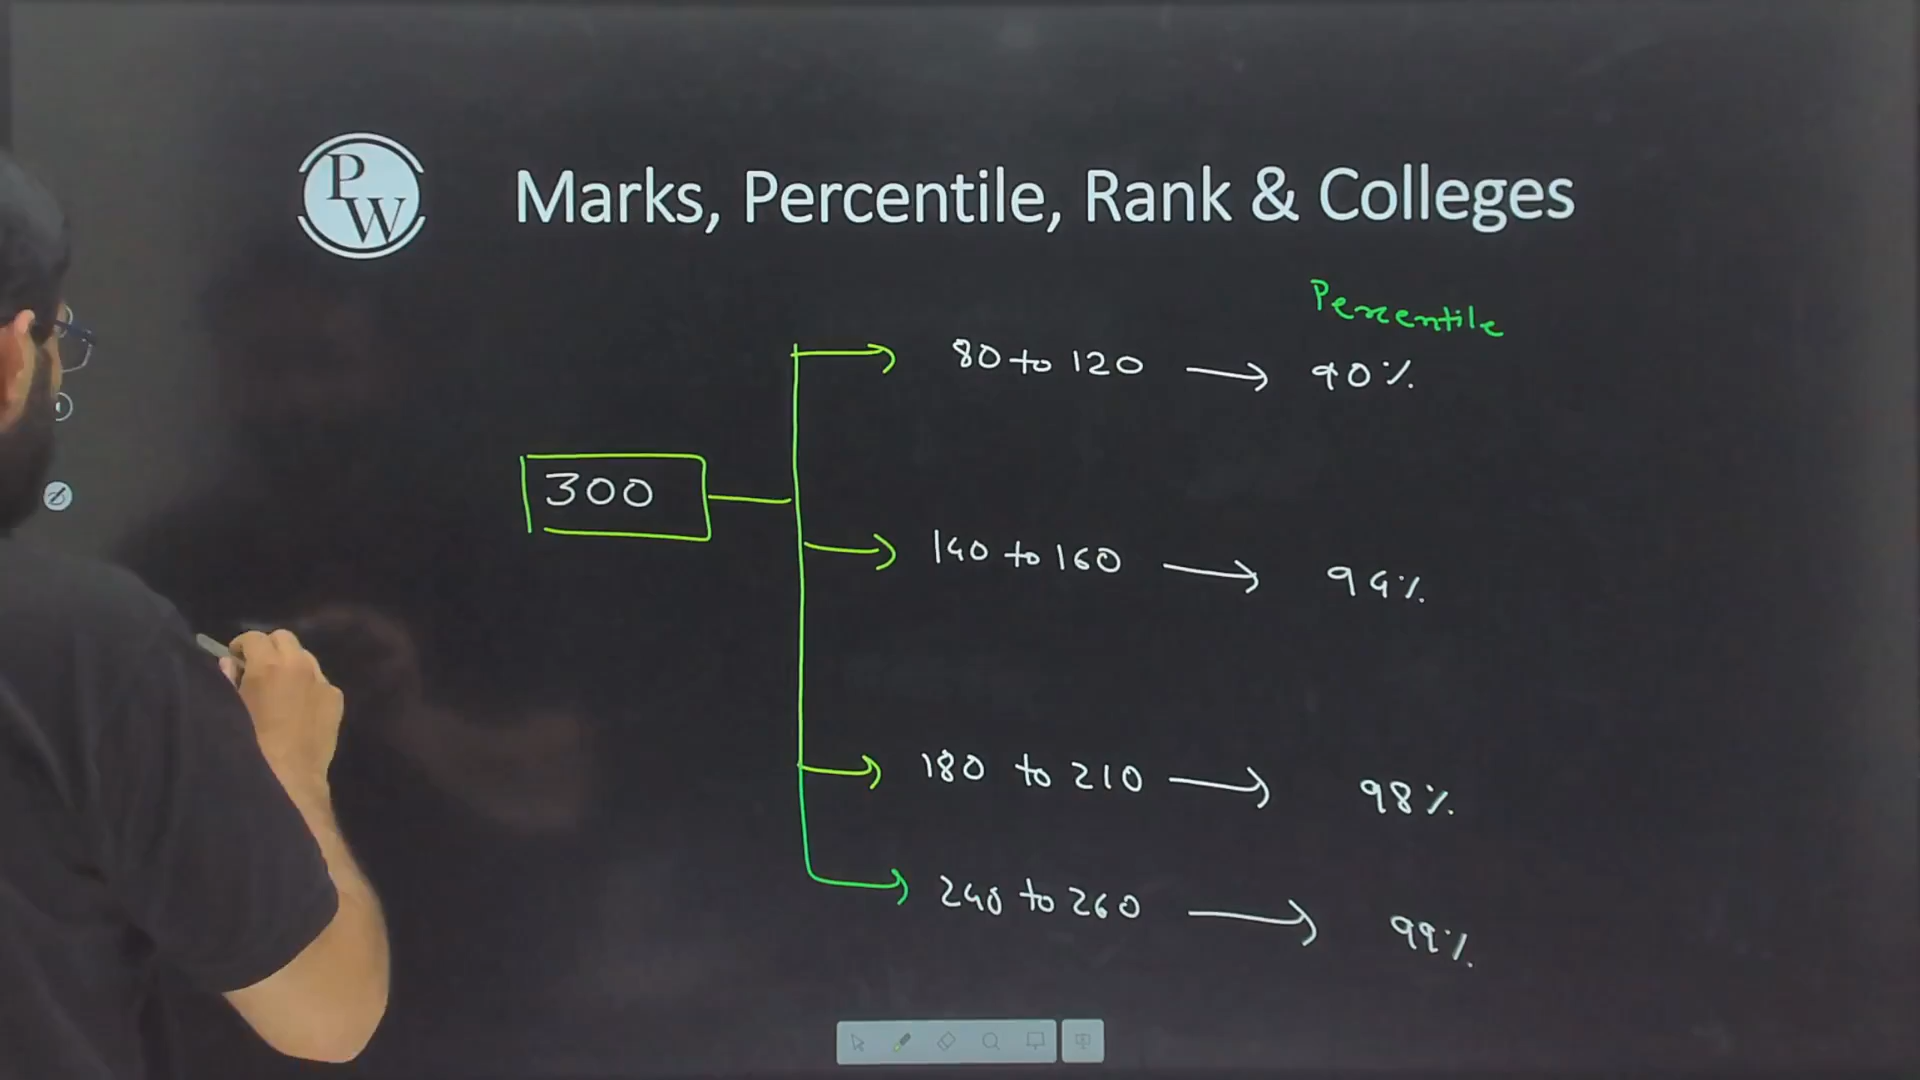 PW
Marks, Percentile, Rank & Colleges
Percentile
80 to 120 → 90%
300
140 to 160 → 94%
180 to 210 → 98%
240 to 260 → 99%